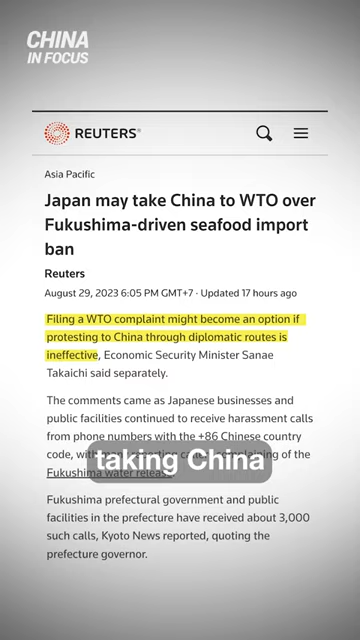 CHINA
IN FOCUS
REUTERS®
Asia Pacific
Japan may take China to WTO over
Fukushima-driven seafood import
ban
Reuters
August 29, 2023 6:05 PM GMT+7 · Updated 17 hours ago
Filing a WTO complaint might become an option if
protesting to China through diplomatic routes is
ineffective, Economic Security Minister Sanae
Takaichi said separately.
The comments came as Japanese businesses and
public facilities continued to receive harassment calls
from phone numbers with the +86 Chinese country
code, with complaining of the
taking China
Fukushima water release.
Fukushima prefectural government and public
facilities in the prefecture have received about 3,000
such calls, Kyoto News reported, quoting the
prefecture governor.